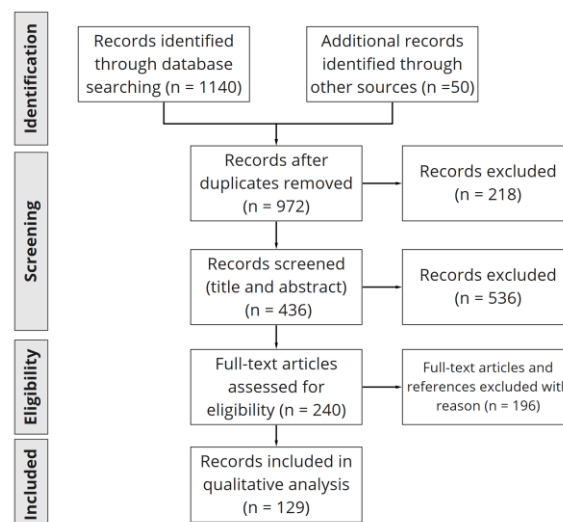 Identification
Records identified
through database
searching (n = 1140)
Additional records
identified through
other sources (n =50)
Screening
Records after
duplicates removed
(n = 972)
Records excluded
(n = 218)
Records screened
(title and abstract)
(n = 436)
Records excluded
(n = 536)
Eligibility
Full-text articles
assessed for
eligibility (n = 240)
Full-text articles and
references excluded with
reason (n = 196)
Included
Records included in
qualitative analysis
(n = 129)